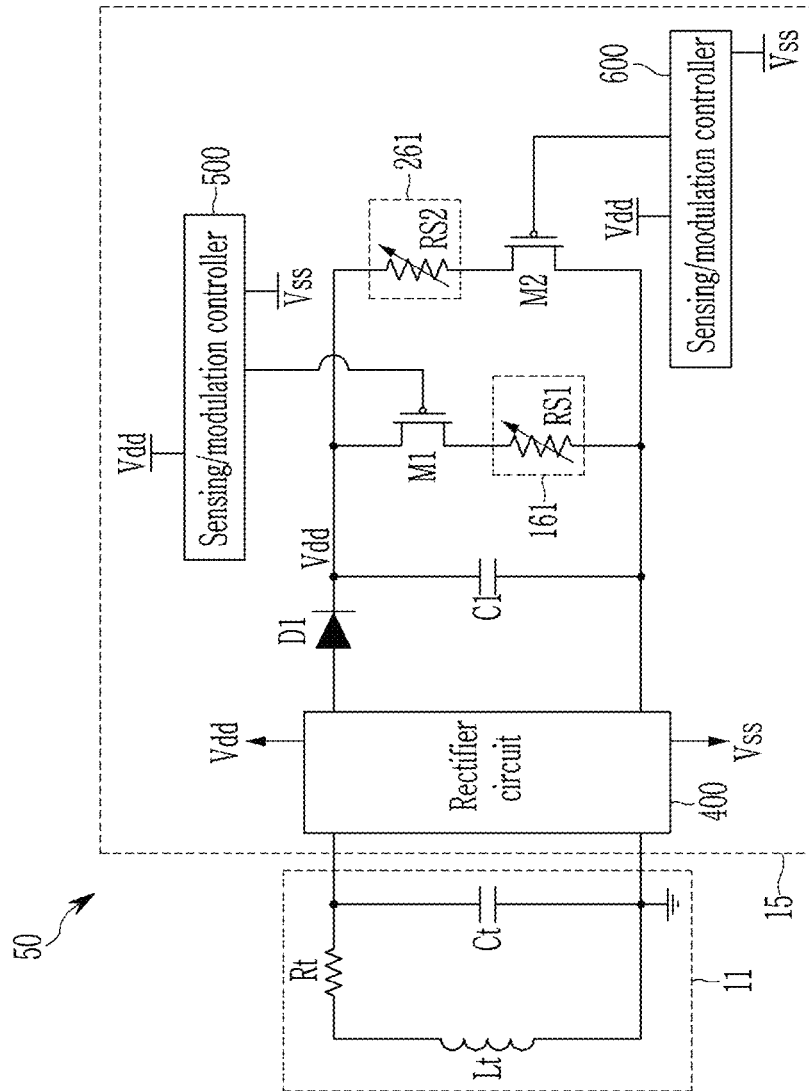 50
Vdd
Sensing/modulation controller
500
Vss
Vdd
Rectifier
circuit
400
Vss
D1
Vdd
C1
M1
RS1
161
RS2
261
M2
Vdd
Sensing/modulation controller
600
Vss
Rt
Lt
Ct
11
15